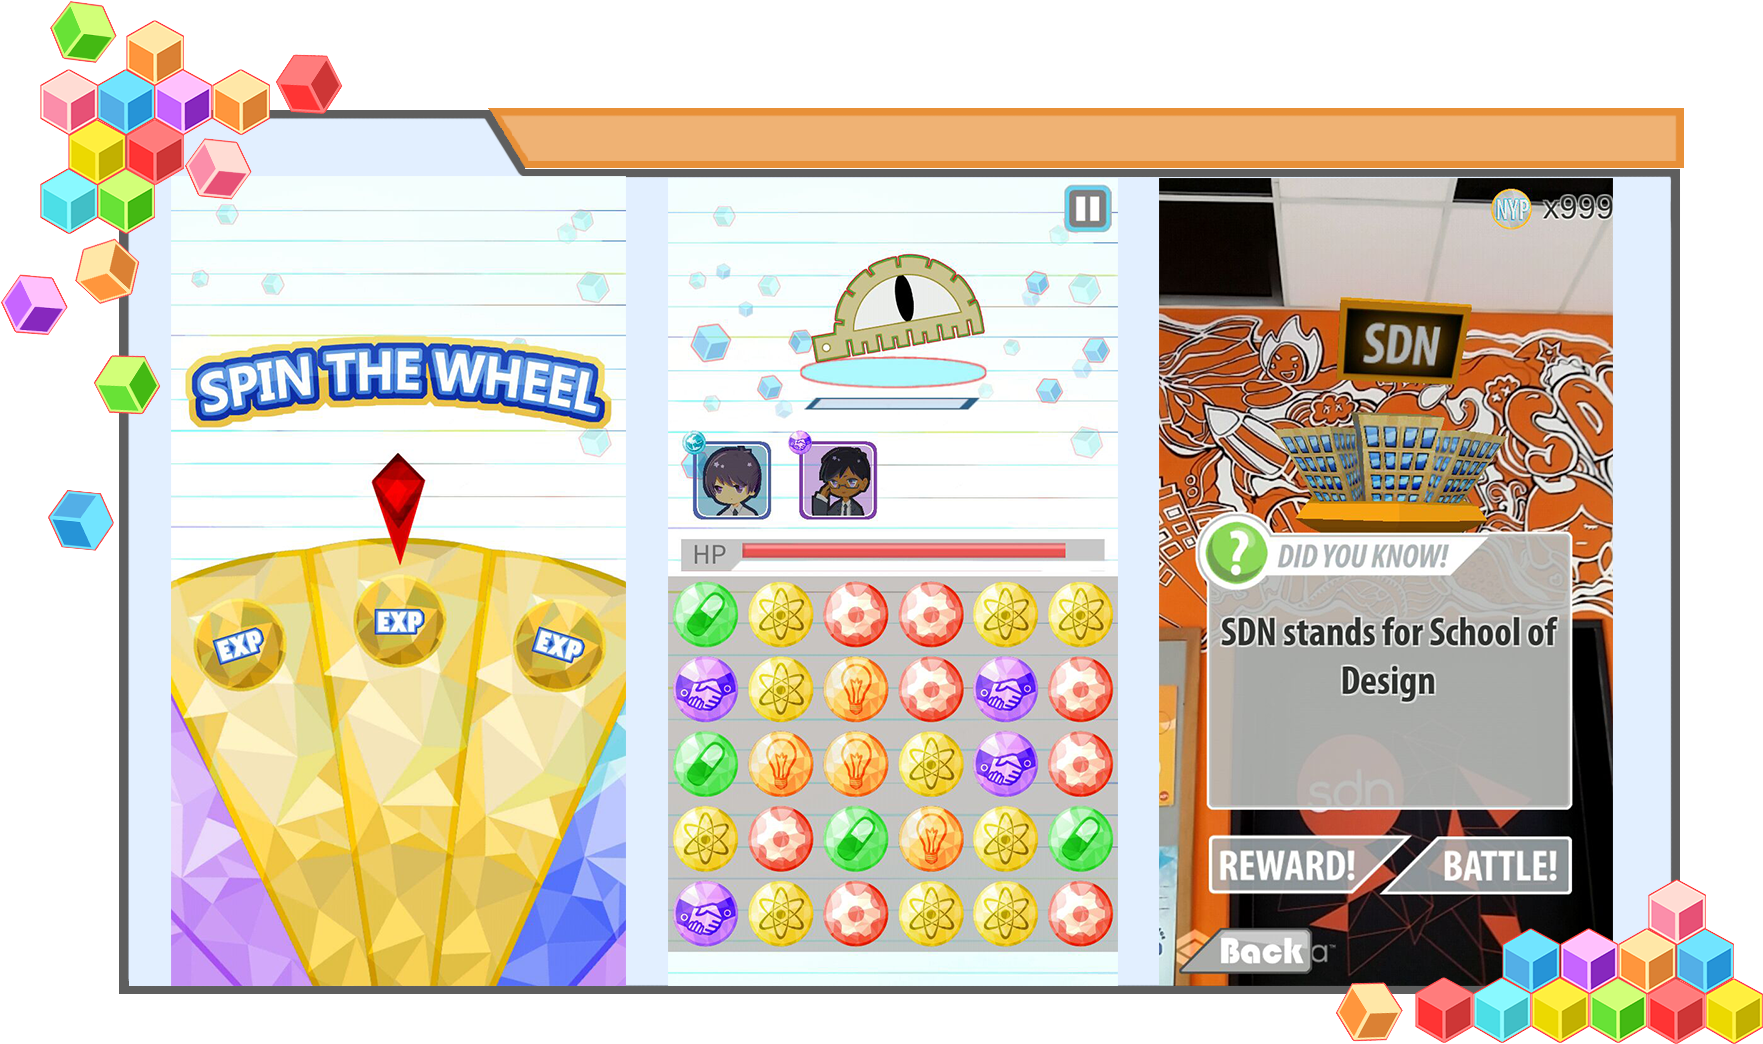 SPIN THE WHEEL
EXP
EXP
EXP
HP
NYP x999
SDN
? DID YOU KNOW!
SDN stands for School of
Design
sdn
REWARD!
BATTLE!
Back